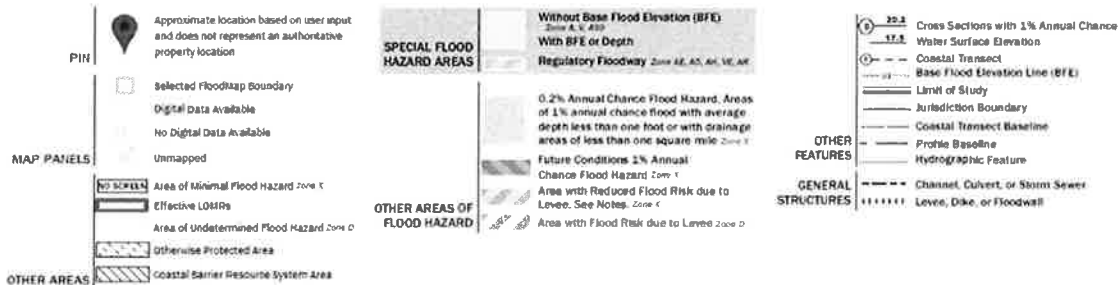 Approximate location based on user input
and does not represent an authoritative
property location
PIN
Selected FloodMap Boundary
Digital Data Available
No Digital Data Available
MAP PANELS
Unmapped
NO SCREEN Area of Minimal Flood Hazard Zone X
Effective LOMRs
Area of Undetermined Flood Hazard Zone D
Otherwise Protected Area
OTHER AREAS
Coastal Barrier Resource System Area
Without Base Flood Elevation (BFE)
Zone A, V, A99
With BFE or Depth
SPECIAL FLOOD
HAZARD AREAS
Regulatory Floodway Zone AE, AO, AH, VE, AR
0.2% Annual Chance Flood Hazard, Areas
of 1% annual chance flood with average
depth less than one foot or with drainage
areas of less than one square mile Zone X
Future Conditions 1% Annual
Chance Flood Hazard Zone X
Area with Reduced Flood Risk due to
Levee. See Notes. Zone X
OTHER AREAS OF
FLOOD HAZARD
Area with Flood Risk due to Levee Zone D
20.2
Cross Sections with 1% Annual Chance
17.5
Water Surface Elevation
Coastal Transect
Base Flood Elevation Line (BFE)
Limit of Study
Jurisdiction Boundary
Coastal Transect Baseline
OTHER
FEATURES
Profile Baseline
Hydrographic Feature
GENERAL
STRUCTURES
Channel, Culvert, or Storm Sewer
Levee, Dike, or Floodwall